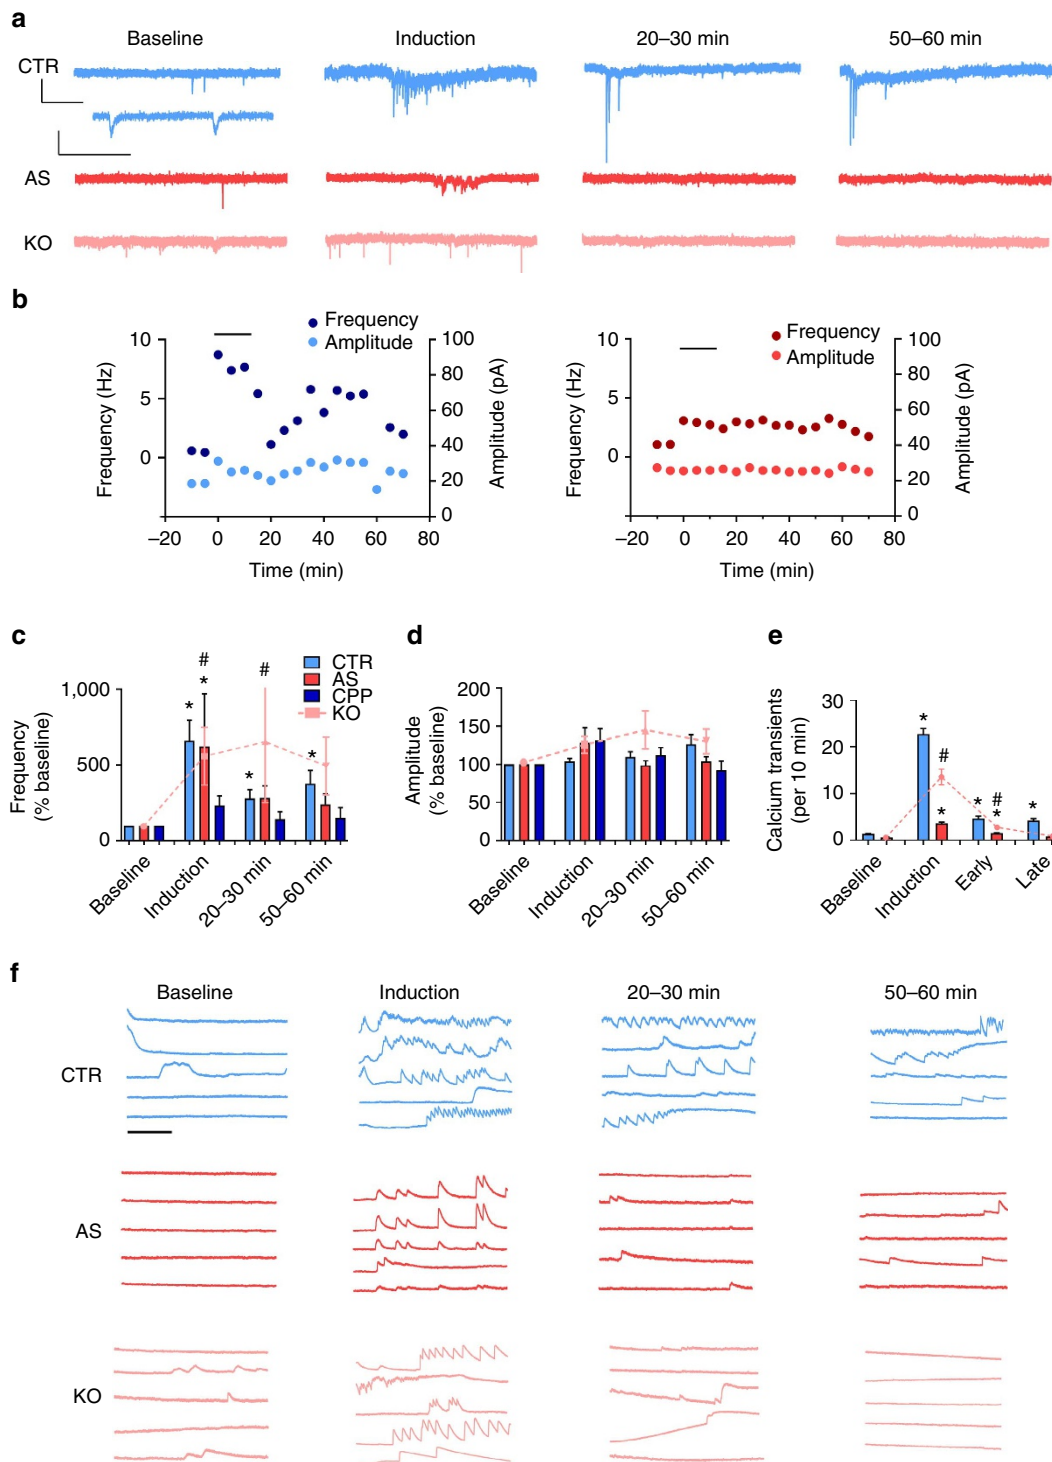 a
Baseline Induction 20–30 min 50–60 min
CTR
AS
KO
b
Frequency
Amplitude
10
5
0
Frequency (Hz)
100
80
60
40
20
0
Amplitude (pA)
–20 0 20 40 60 80
Time (min)
Frequency
Amplitude
10
5
0
Frequency (Hz)
100
80
60
40
20
0
Amplitude (pA)
–20 0 20 40 60 80
Time (min)
c
Frequency
(% baseline)
1,000
500
0
* # * * # *
CTR
AS
CPP
KO
Baseline Induction 20–30 min 50–60 min
d
Amplitude
(% baseline)
200
150
100
50
0
Baseline Induction 20–30 min 50–60 min
e
Calcium transients
(per 10 min)
30
20
10
0
* # * * # * *
Baseline Induction Early Late
f
Baseline Induction 20–30 min 50–60 min
CTR
AS
KO